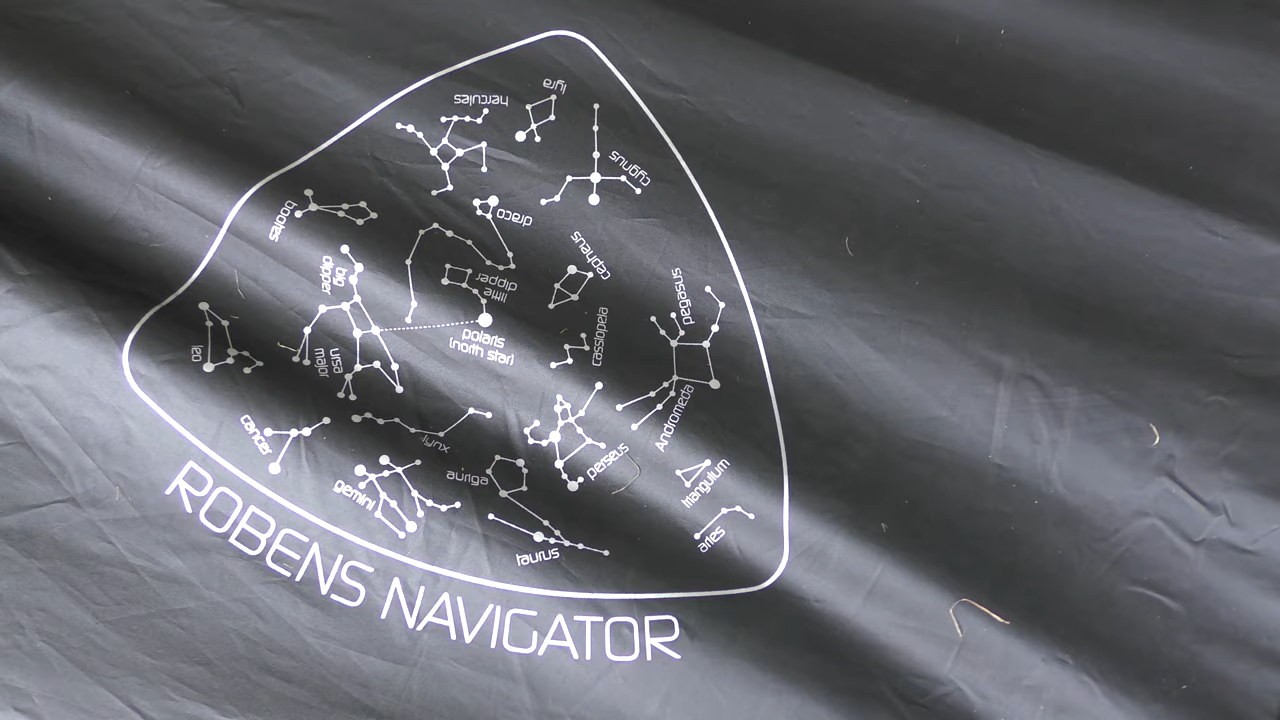 lyra
hercules
cygnus
bootes
draco
cepheus
big
dipper
little
dipper
pegasus
polaris
(north star)
cassiopeia
leo
ursa
major
Andromeda
cancer
lynx
perseus
auriga
triangulum
gemini
aries
taurus
ROBENS NAVIGATOR